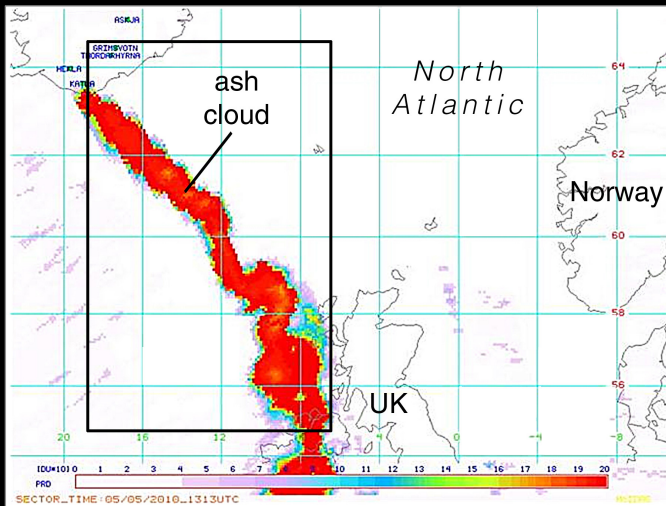 ASKJA
GRIMSVOTN
THORDARHYRNA
HEKLA
KATLA
ash
cloud
North
Atlantic
64
62
Norway
60
58
56
UK
20 16 12 4 0 -4 -8
(DU*10) 0 1 2 3 4 5 6 7 8 9 10 11 12 13 14 15 16 17 18 19 20
PRD
SECTOR_TIME:05/05/2010_1313UTC
McIDAS